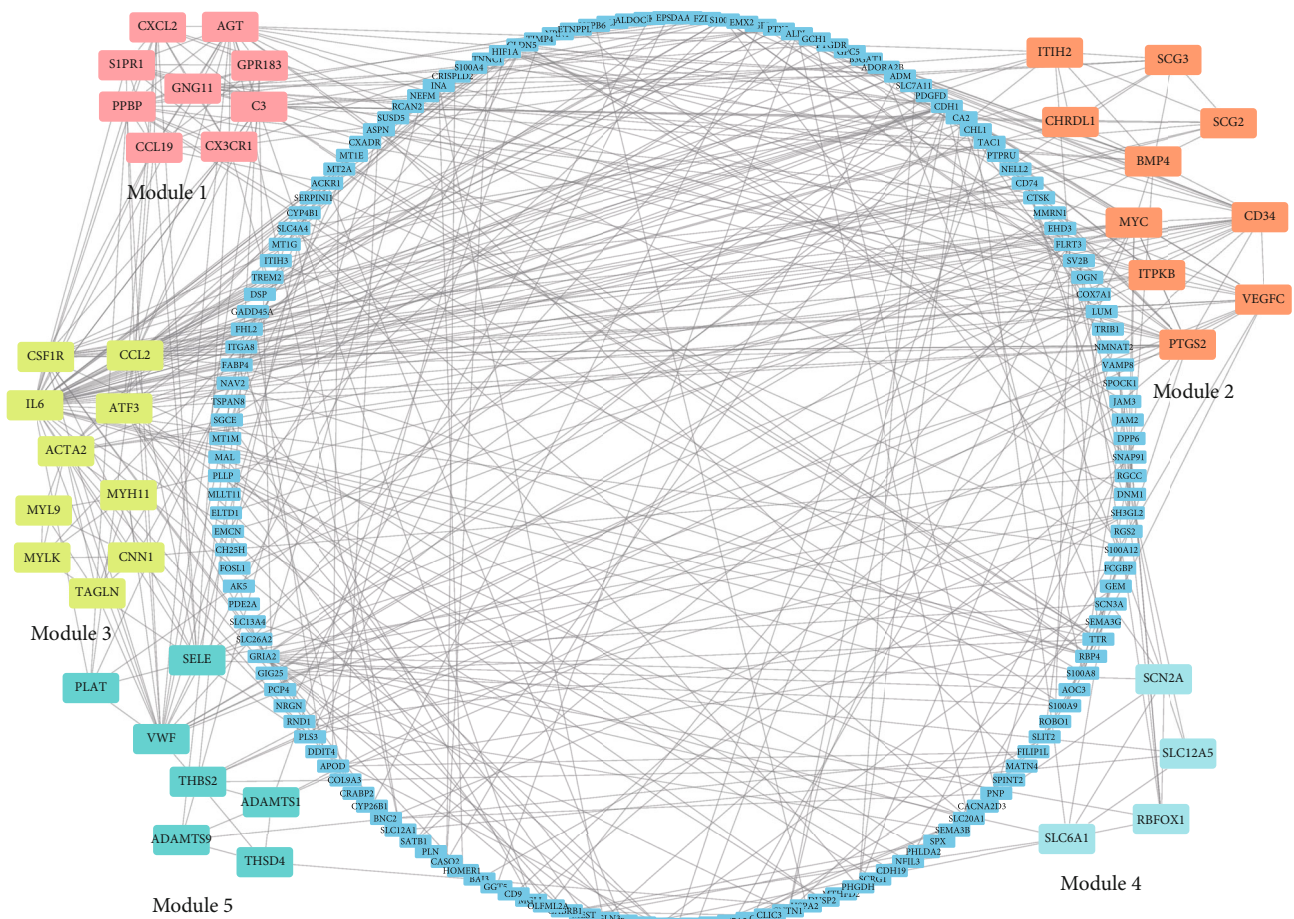 CXCL2
AGT
S1PR1
GPR183
GNG11
PPBP
C3
CCL19
CX3CR1
Module 1
ITIH2
SCG3
CHRDL1
SCG2
BMP4
MYC
CD34
ITPKB
VEGFC
PTGS2
Module 2
CSF1R
CCL2
IL6
ATF3
ACTA2
MYH11
MYL9
MYLK
CNN1
TAGLN
Module 3
SCN2A
SLC12A5
RBFOX1
SLC6A1
Module 4
SELE
PLAT
VWF
THBS2
ADAMTS1
ADAMTS9
THSD4
Module 5
HIF1A
TNNC1
S100A4
CRISPLD2
INA
NEFM
RCAN2
SUSD5
ASPN
CXADR
MT1E
MT2A
ACKR1
SERPINI1
CYP4B1
SLC4A4
MT1G
ITIH3
TREM2
DSP
GADD45A
FHL2
ITGA8
FABP4
NAV2
TSPAN8
SGCE
MT1M
MAL
PLLP
MLLT11
ELTD1
EMCN
CH25H
FOSL1
AK5
PDE2A
SLC13A4
SLC26A2
GRIA2
GIG25
PCP4
NRGN
RND1
PLS3
DDIT4
APOD
COL9A3
CRABP2
CYP26B1
BNC2
SLC12A1
SATB1
PLN
CASQ2
HOMER1
CD9
OLFML2A
EMX2
GCH1
ADORA2B
ADM
SLC7A11
PDGFD
CDH1
CA2
CHL1
TAC1
PTPRU
NELL2
CD74
CTSK
MMRN1
EHD3
FLRT3
SV2B
OGN
COX7A1
LUM
TRIB1
NMNAT2
VAMP8
SPOCK1
JAM3
JAM2
DPP6
SNAP91
RGCC
DNM1
SH3GL2
RGS2
S100A12
FCGBP
GEM
SCN3A
SEMA3G
TTR
RBP4
S100A8
AOC3
S100A9
ROBO1
SLIT2
FILIP1L
MATN4
SPINT2
PNP
CACNA2D3
SLC20A1
SEMA3B
SPX
PHLDA2
NFIL3
CDH19
PHGDH
CLIC3